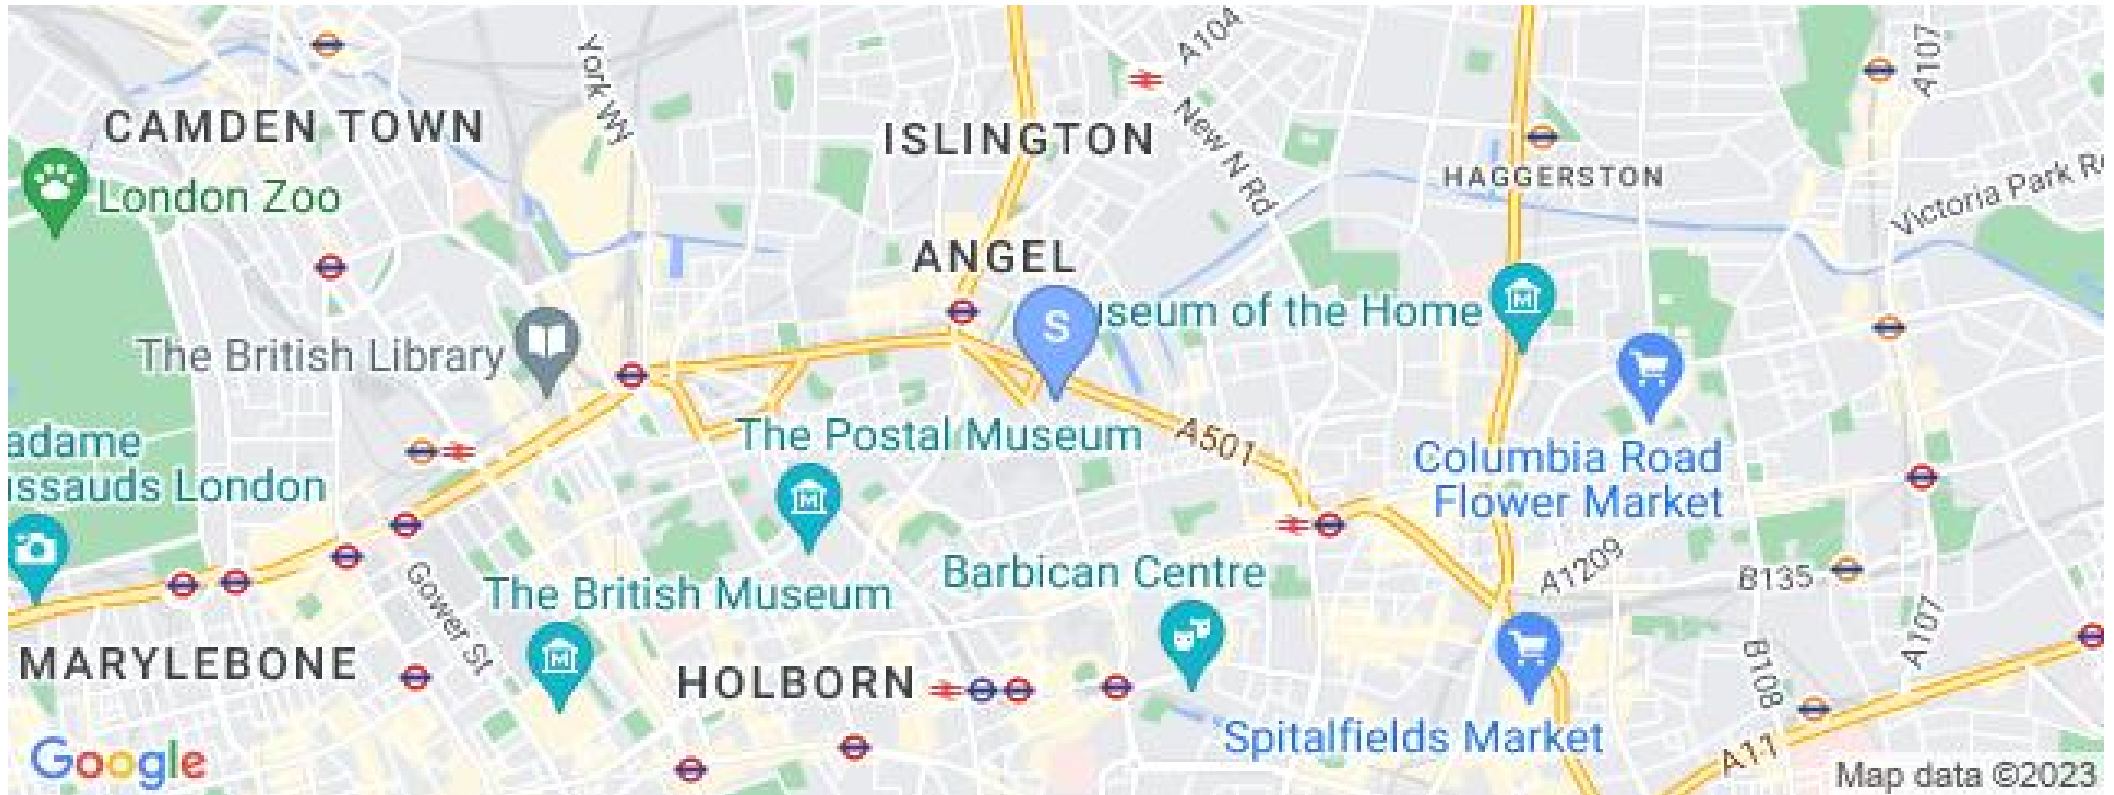 York Wy
A104
A107
CAMDEN TOWN
ISLINGTON
New N Rd
HAGGERSTON
London Zoo
Victoria Park R
ANGEL
S
useum of the Home
The British Library
adame
ussauds London
The Postal Museum
A501
Columbia Road
Flower Market
Gower St
The British Museum
Barbican Centre
A1209
B135
A107
MARYLEBONE
HOLBORN
B108
Spitalfields Market
A11
Google
Map data ©2023